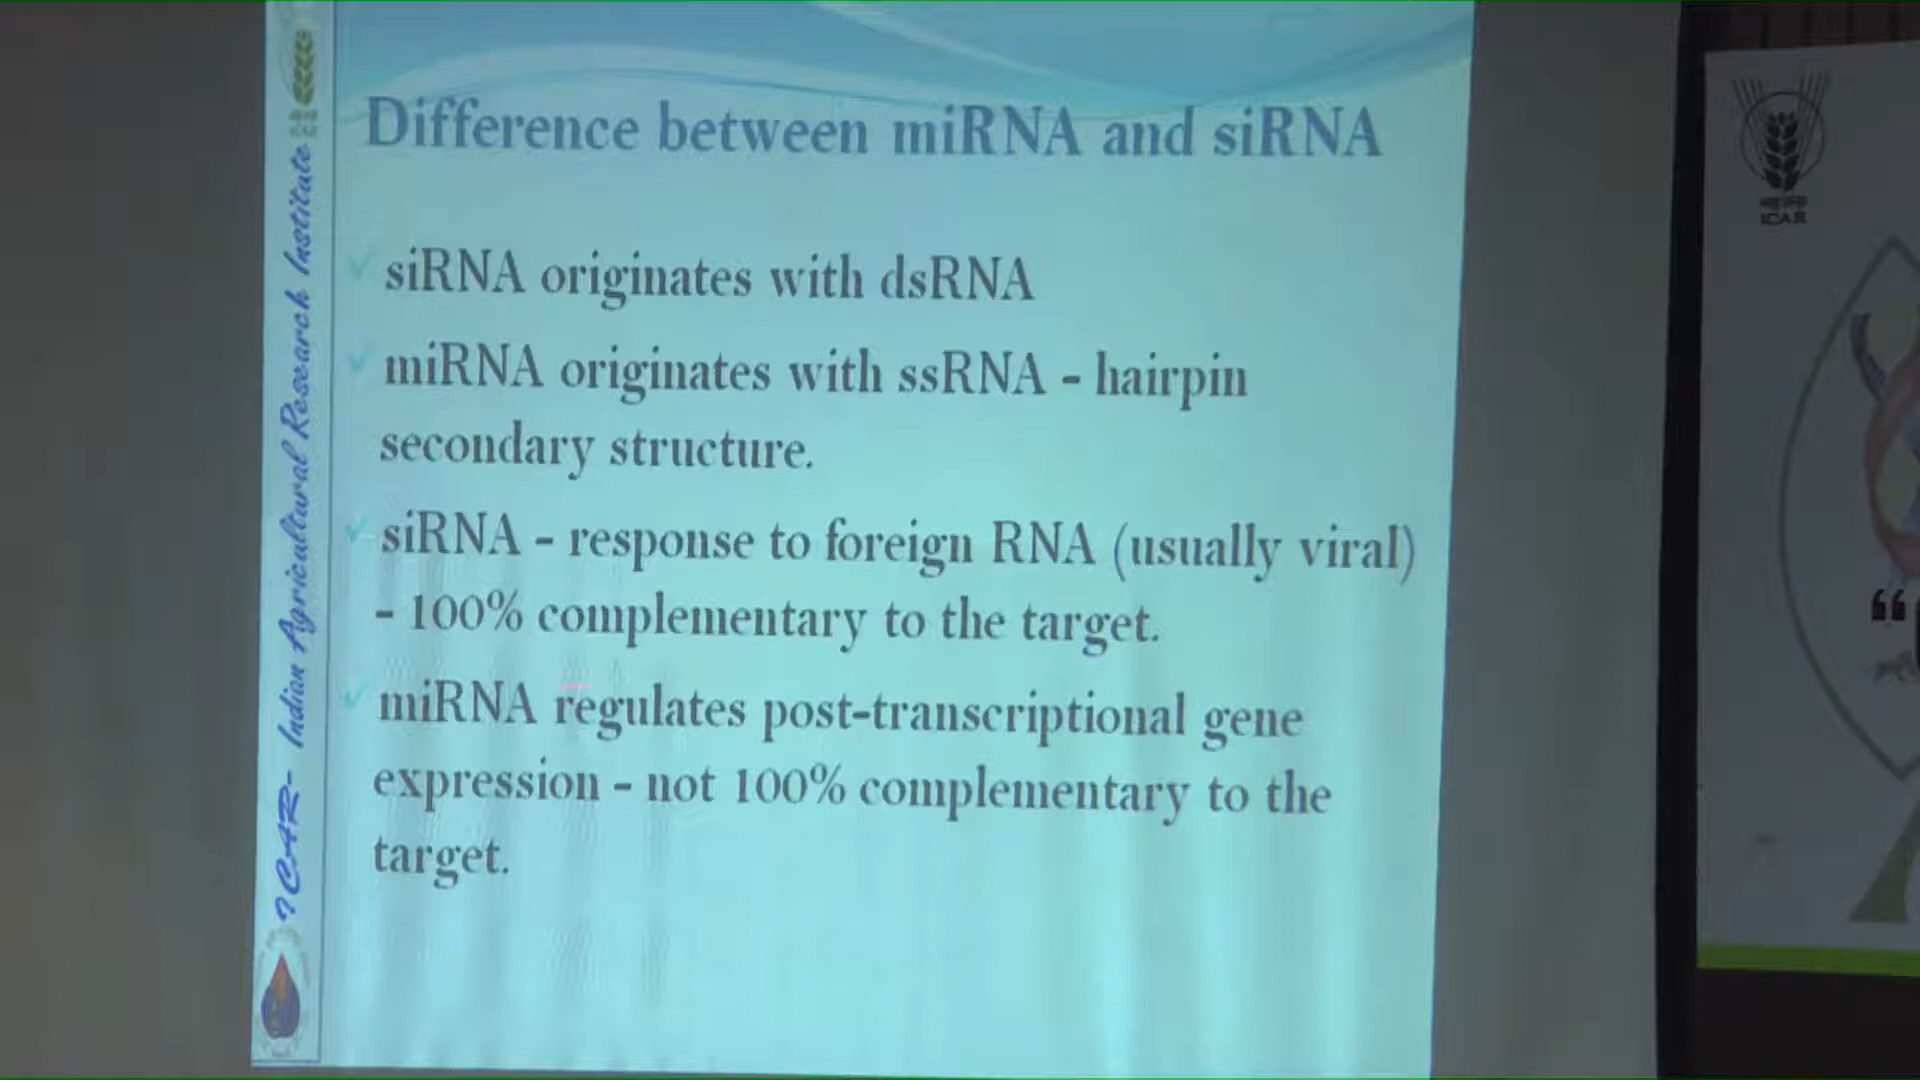 Difference between miRNA and siRNA
siRNA originates with dsRNA
miRNA originates with ssRNA - hairpin
secondary structure.
siRNA - response to foreign RNA (usually viral)
- 100% complementary to the target.
miRNA regulates post-transcriptional gene
expression - not 100% complementary to the
target.
ICAR- Indian Agricultural Research Institute
ICAR
“